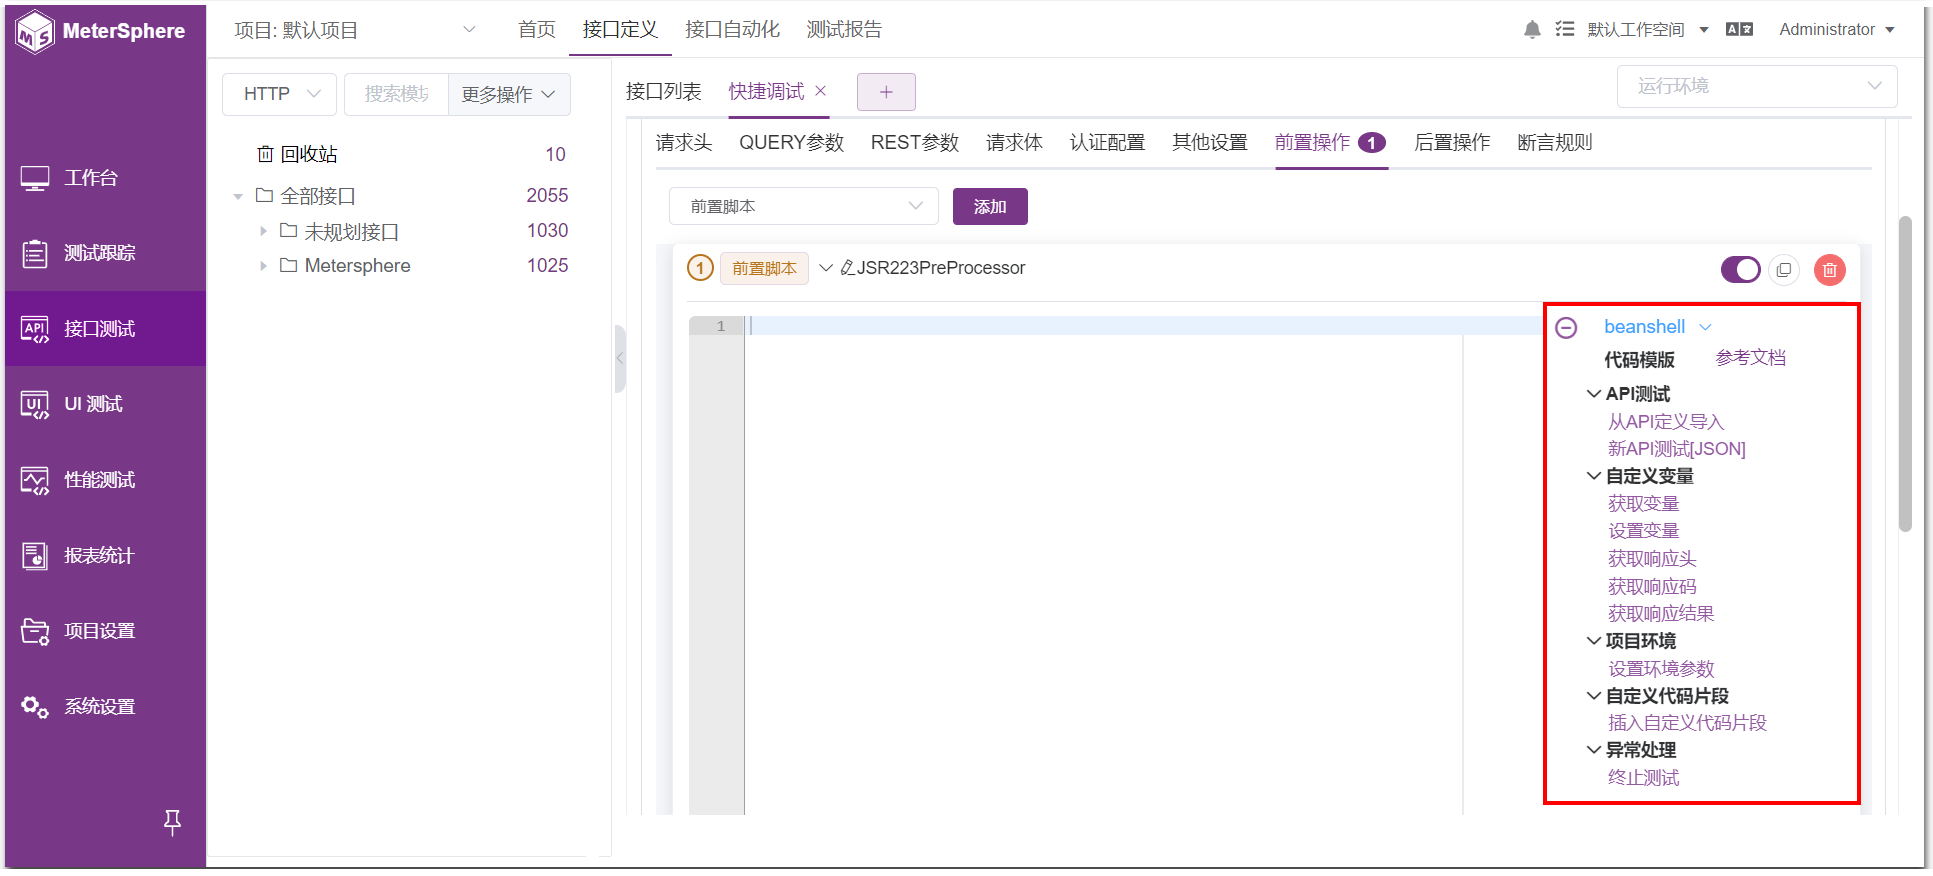 MeterSphere
项目: 默认项目
首页
接口定义
接口自动化
测试报告
默认工作空间
Administrator
工作台
测试跟踪
接口测试
UI 测试
性能测试
报表统计
项目设置
系统设置
HTTP
搜索模块
更多操作
回收站 10
全部接口 2055
未规划接口 1030
Metersphere 1025
接口列表
快捷调试
+
运行环境
请求头
QUERY参数
REST参数
请求体
认证配置
其他设置
前置操作 1
后置操作
断言规则
前置脚本
添加
1 前置脚本 JSR223PreProcessor
1
beanshell
代码模版 参考文档
API测试
从API定义导入
新API测试[JSON]
自定义变量
获取变量
设置变量
获取响应头
获取响应码
获取响应结果
项目环境
设置环境参数
自定义代码片段
插入自定义代码片段
异常处理
终止测试